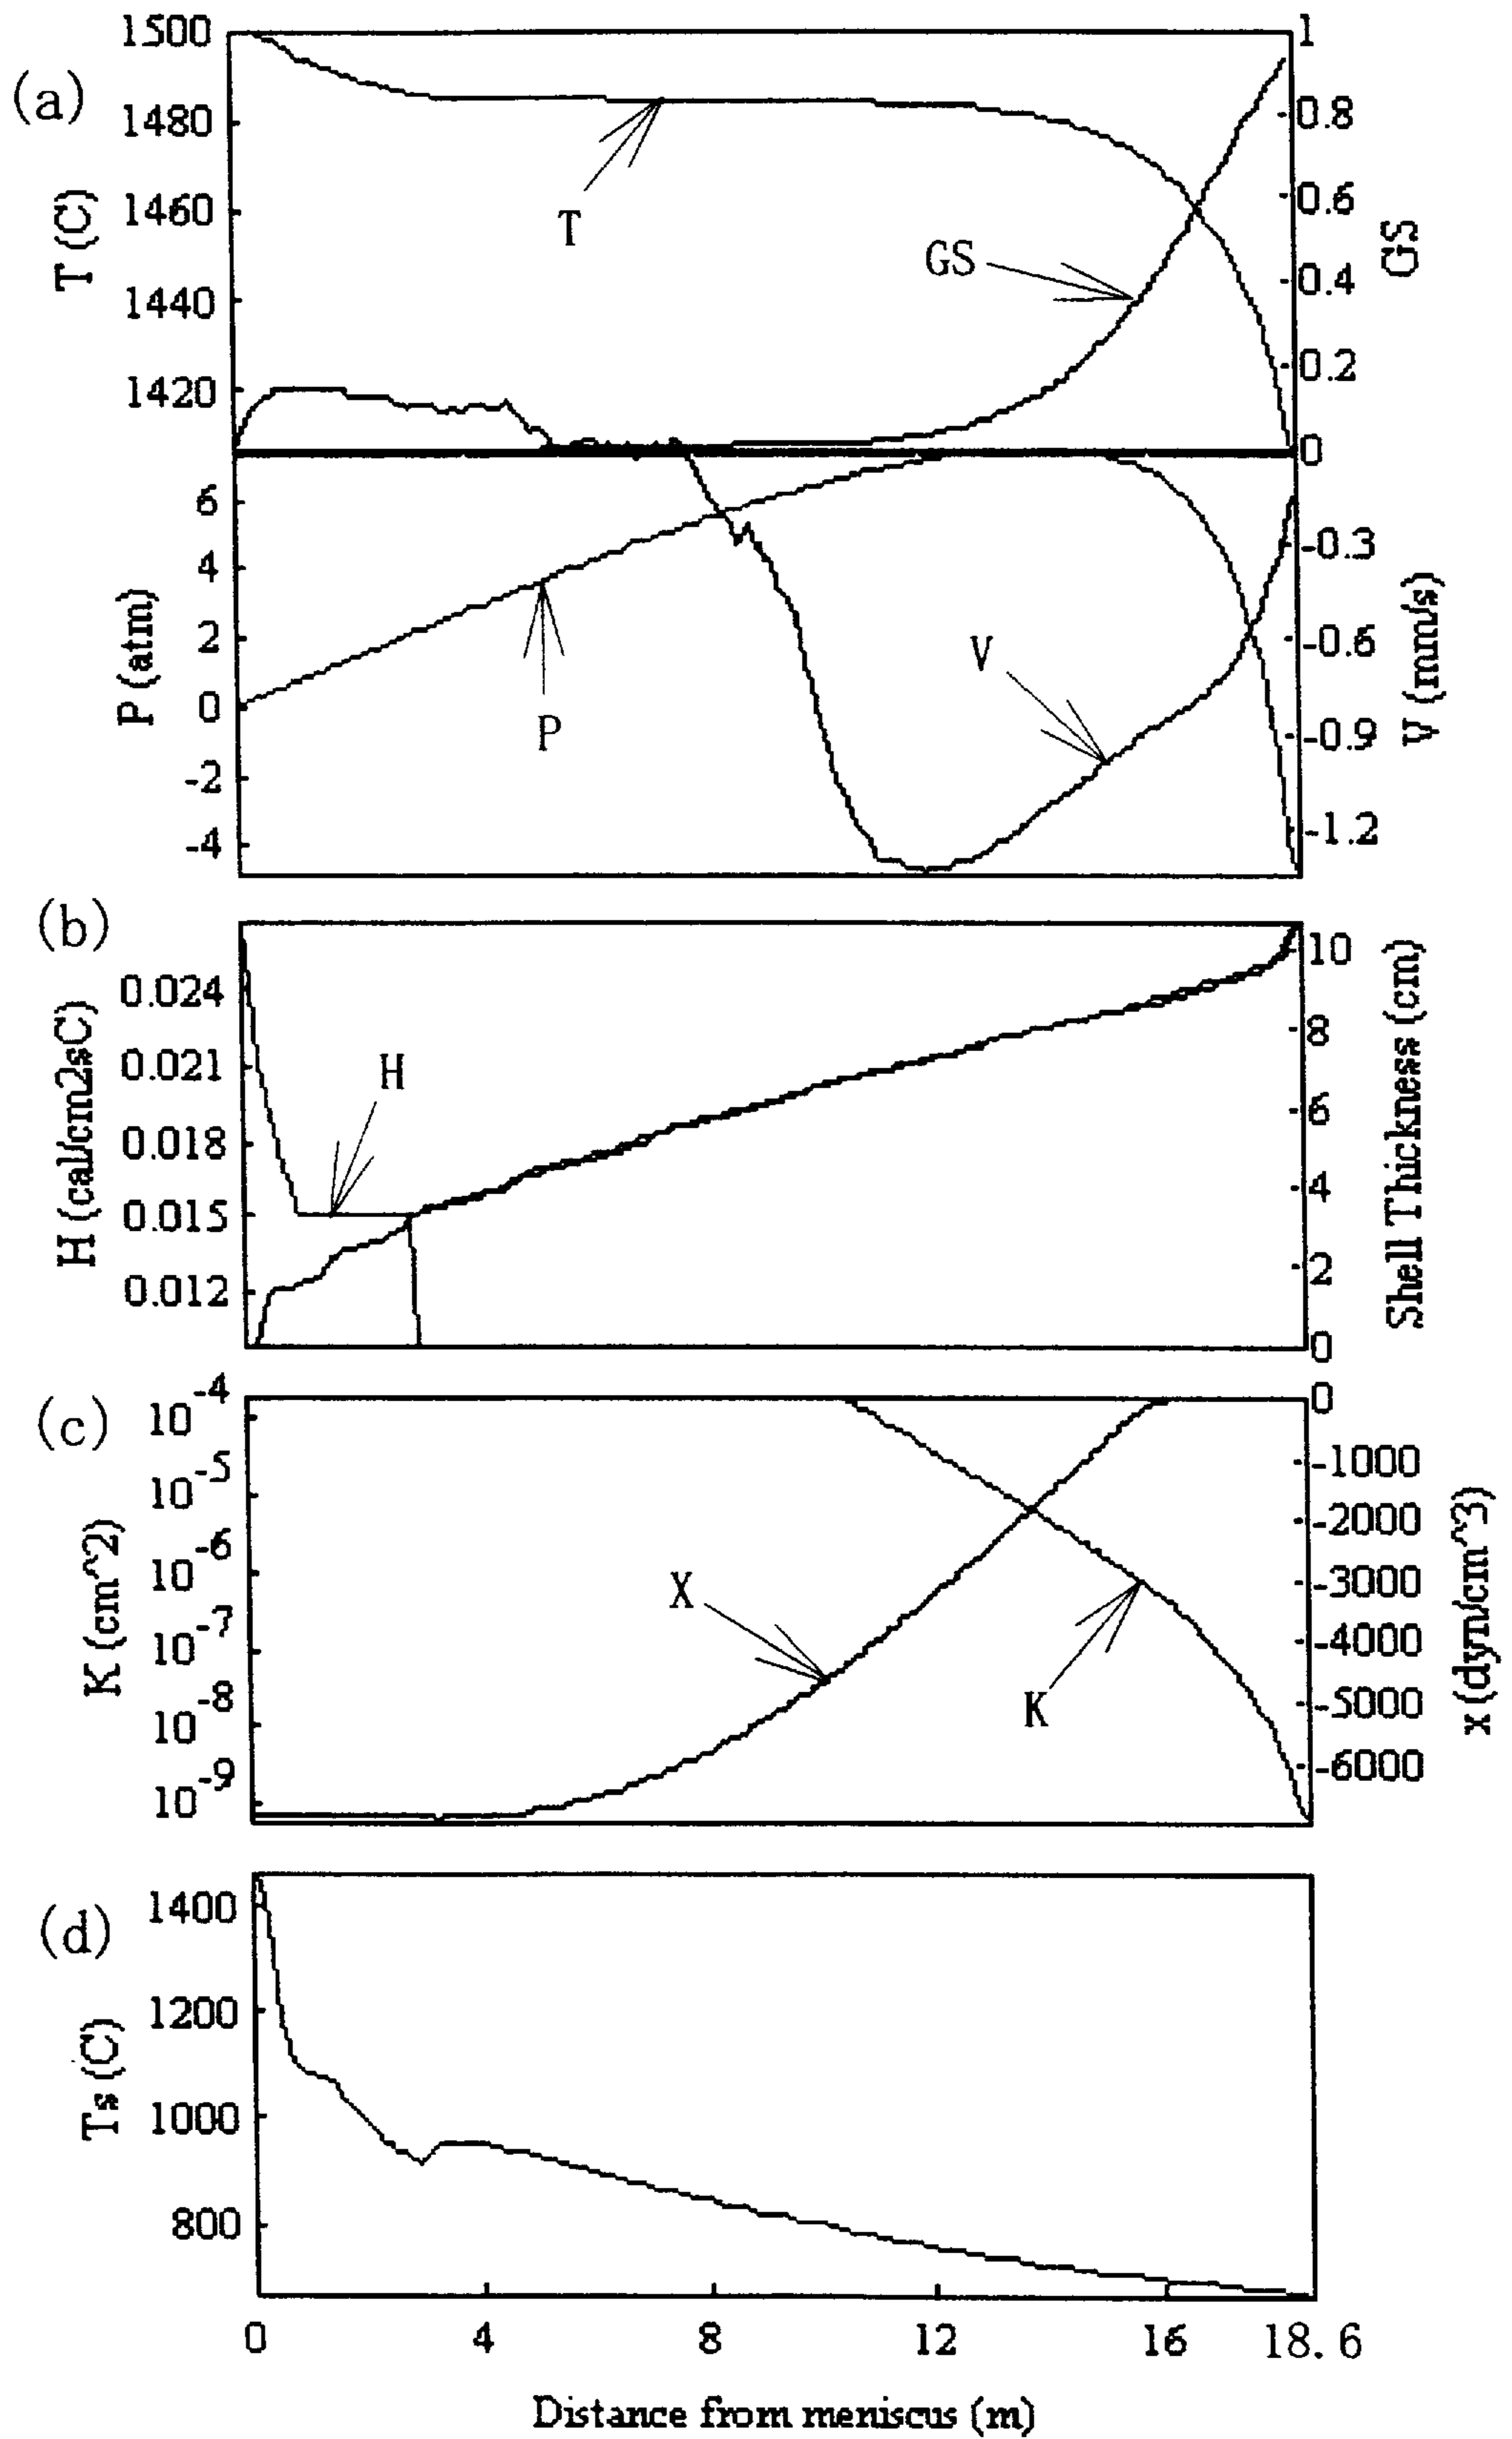 (a)
T (C)
1500
1480
1460
1440
1420
T
GS
1
0.8
0.6
0.4
0.2
0
GS
P (atm)
6
4
2
0
-2
-4
P
V
-0.3
-0.6
-0.9
-1.2
V (mm/s)
(b)
H (cal/cm2sC)
0.024
0.021
0.018
0.015
0.012
H
10
8
6
4
2
0
Shell Thickness (cm)
(c)
K (cm^2)
10^-4
10^-5
10^-6
10^-7
10^-8
10^-9
X
K
0
-1000
-2000
-3000
-4000
-5000
-6000
x (dyn/cm^3)
(d)
Ts (C)
1400
1200
1000
800
0 4 8 12 16 18.6
Distance from meniscus (m)